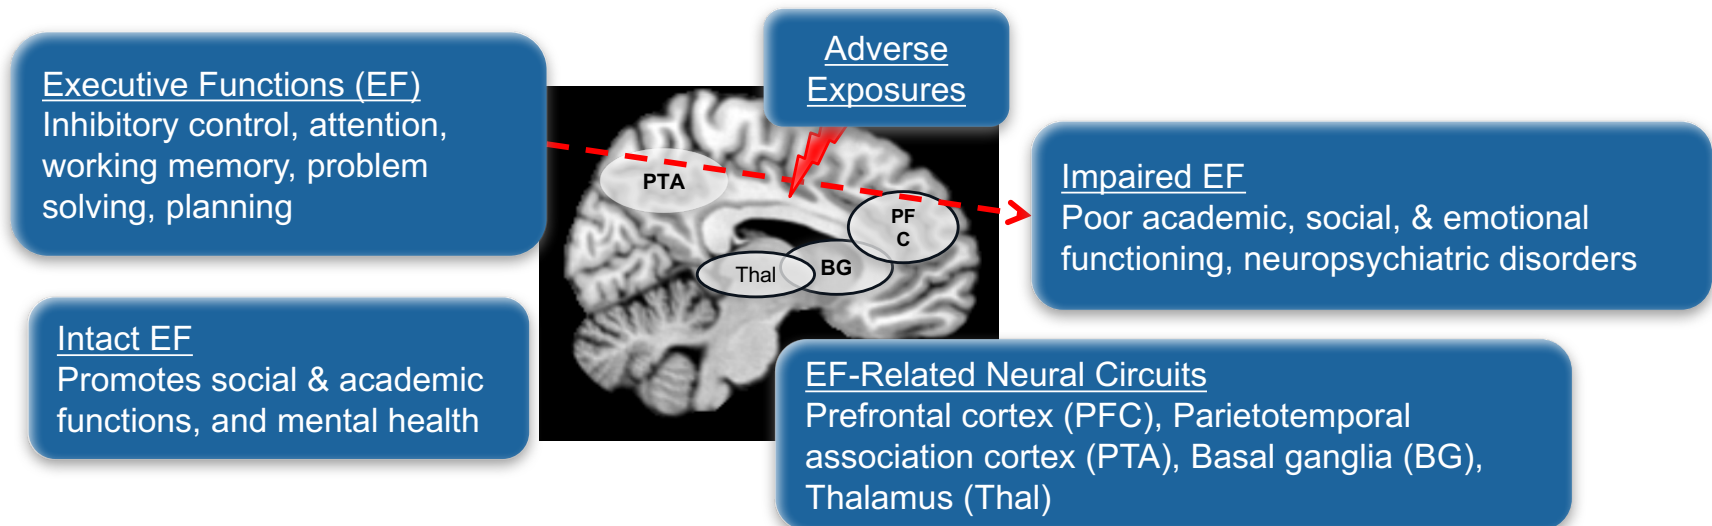 Executive Functions (EF)
Inhibitory control, attention,
working memory, problem
solving, planning
Intact EF
Promotes social & academic
functions, and mental health
Adverse
Exposures
PTA
PF
C
Thal
BG
Impaired EF
Poor academic, social, & emotional
functioning, neuropsychiatric disorders
EF-Related Neural Circuits
Prefrontal cortex (PFC), Parietotemporal
association cortex (PTA), Basal ganglia (BG),
Thalamus (Thal)